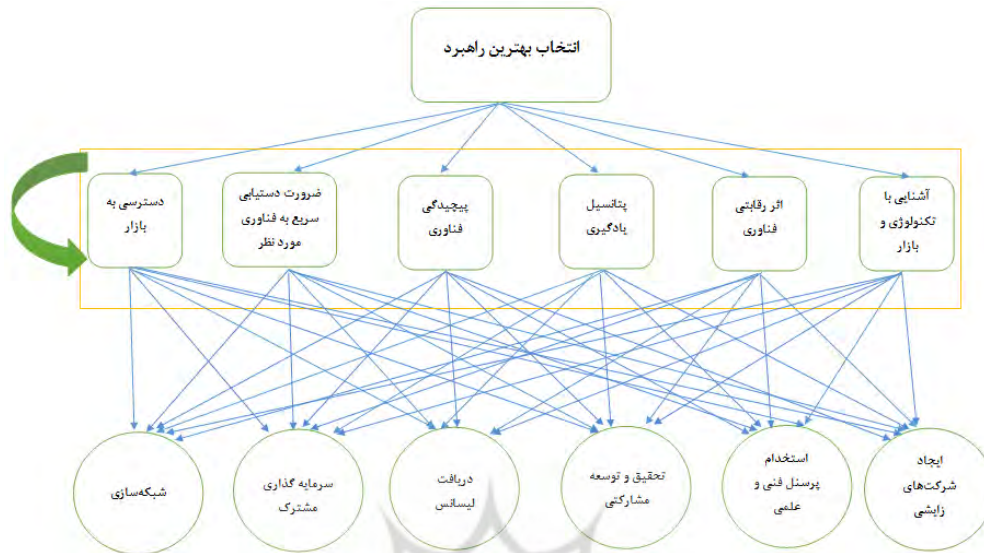 انتخاب بهترین راهبرد
آشنایی با
تکنولوژی و
بازار
اثر رقابتی
فناوری
پتانسیل
یادگیری
پیچیدگی
فناوری
ضرورت دستیابی
سریع به فناوری
مورد نظر
دسترسی به
بازار
ایجاد
شرکت‌های
زایشی
استخدام
پرسنل فنی و
علمی
تحقیق و توسعه
مشارکتی
دریافت
لیسانس
سرمایه گذاری
مشترک
شبکه‌سازی